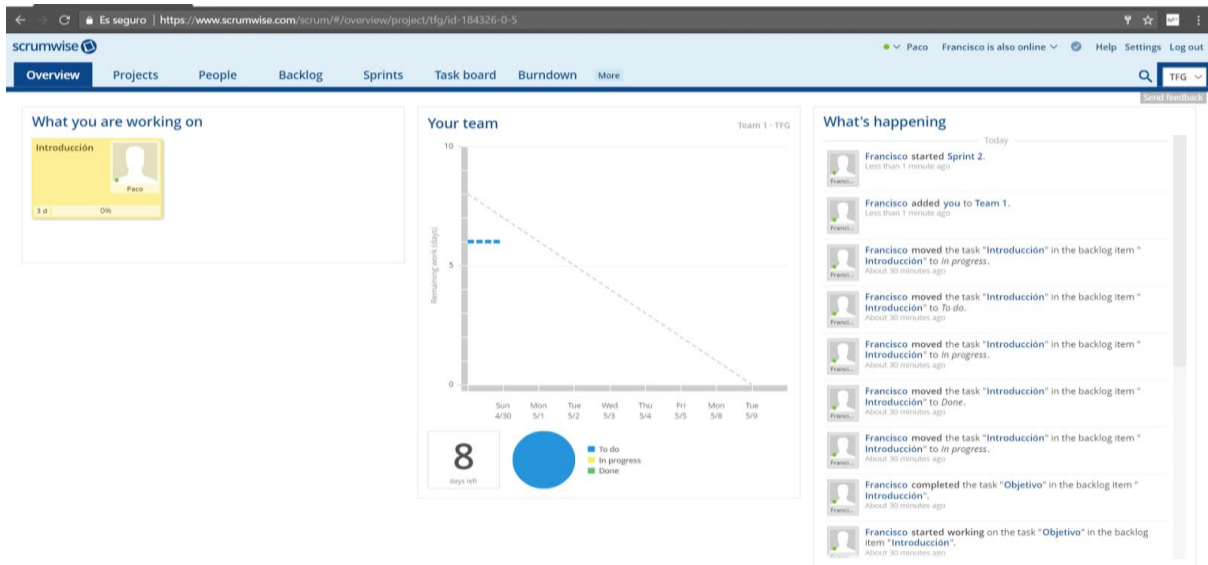 Es seguro | https://www.scrumwise.com/scrum/#/overview/project/tfg/id-184326-0-5
scrumwise
Paco Francisco is also online Help Settings Log out
Overview Projects People Backlog Sprints Task board Burndown More TFG
Send feedback
What you are working on
Introducción
Paco
3 d 0%
Your team
Team 1 - TFG
10
5
0
Remaining work (days)
Sun Mon Tue Wed Thu Fri Mon Tue
4/30 5/1 5/2 5/3 5/4 5/5 5/8 5/9
8
days left
To do
In progress
Done
What's happening
Today
Francisco started Sprint 2.
Less than 1 minute ago
Franci...
Francisco added you to Team 1.
Less than 1 minute ago
Franci...
Francisco moved the task "Introducción" in the backlog item "
Introducción" to In progress.
About 30 minutes ago
Franci...
Francisco moved the task "Introducción" in the backlog item "
Introducción" to To do.
About 30 minutes ago
Franci...
Francisco moved the task "Introducción" in the backlog item "
Introducción" to In progress.
About 30 minutes ago
Franci...
Francisco moved the task "Introducción" in the backlog item "
Introducción" to Done.
About 30 minutes ago
Franci...
Francisco moved the task "Introducción" in the backlog item "
Introducción" to In progress.
About 30 minutes ago
Franci...
Francisco completed the task "Objetivo" in the backlog item "
Introducción".
About 30 minutes ago
Franci...
Francisco started working on the task "Objetivo" in the backlog
item "Introducción".
About 30 minutes ago